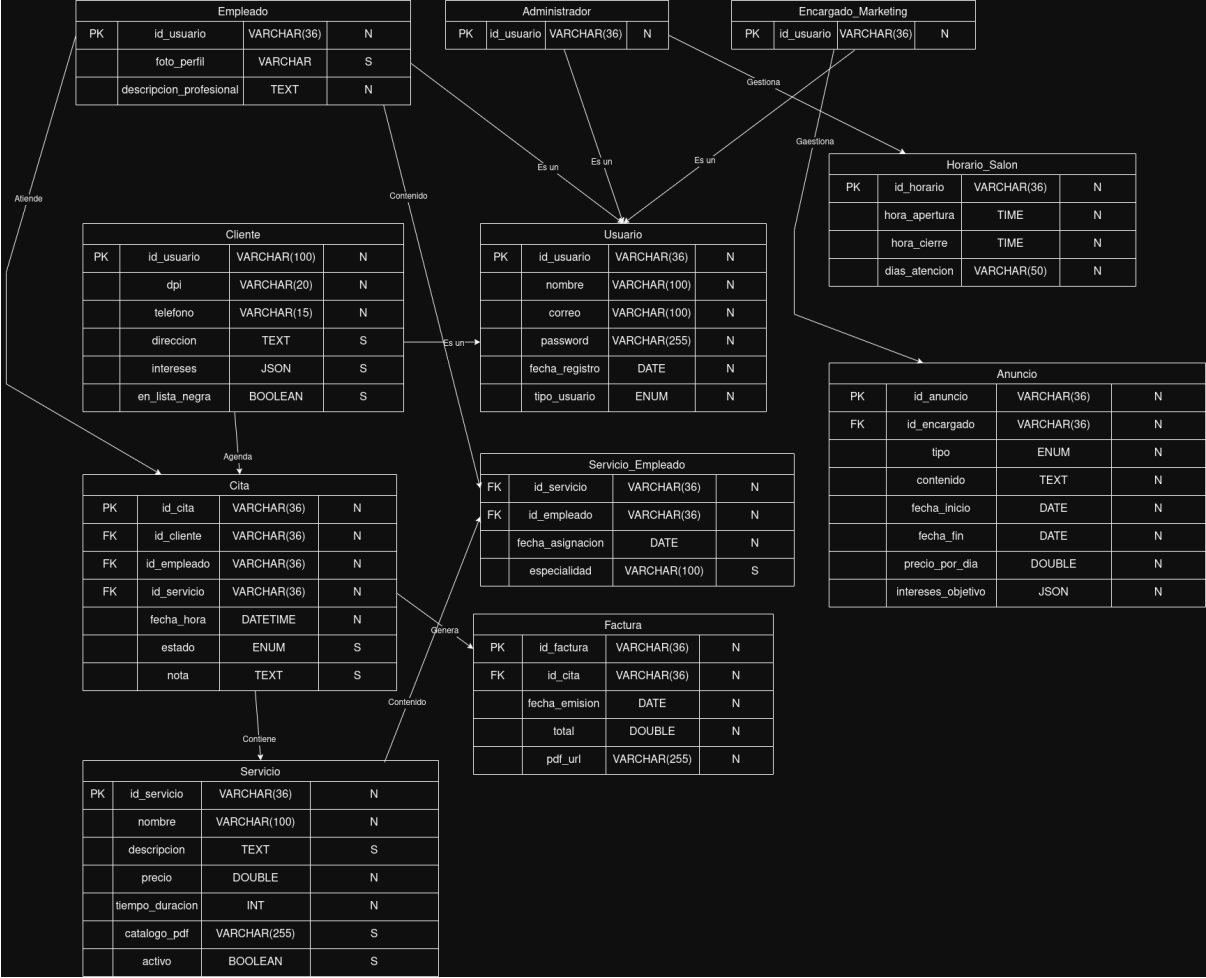 Empleado
PK id_usuario VARCHAR(36) N
foto_perfil VARCHAR S
descripcion_profesional TEXT N
Administrador
PK id_usuario VARCHAR(36) N
Encargado_Marketing
PK id_usuario VARCHAR(36) N
Gestiona
Gaestiona
Es un
Es un
Es un
Atiende
Contenido
Horario_Salon
PK id_horario VARCHAR(36) N
hora_apertura TIME N
hora_cierre TIME N
dias_atencion VARCHAR(50) N
Cliente
PK id_usuario VARCHAR(100) N
dpi VARCHAR(20) N
telefono VARCHAR(15) N
direccion TEXT S
intereses JSON S
en_lista_negra BOOLEAN S
Es un
Usuario
PK id_usuario VARCHAR(36) N
nombre VARCHAR(100) N
correo VARCHAR(100) N
password VARCHAR(255) N
fecha_registro DATE N
tipo_usuario ENUM N
Anuncio
PK id_anuncio VARCHAR(36) N
FK id_encargado VARCHAR(36) N
tipo ENUM N
contenido TEXT N
fecha_inicio DATE N
fecha_fin DATE N
precio_por_dia DOUBLE N
intereses_objetivo JSON N
Agenda
Cita
PK id_cita VARCHAR(36) N
FK id_cliente VARCHAR(36) N
FK id_empleado VARCHAR(36) N
FK id_servicio VARCHAR(36) N
fecha_hora DATETIME N
estado ENUM S
nota TEXT S
Servicio_Empleado
FK id_servicio VARCHAR(36) N
FK id_empleado VARCHAR(36) N
fecha_asignacion DATE N
especialidad VARCHAR(100) S
Genera
Factura
PK id_factura VARCHAR(36) N
FK id_cita VARCHAR(36) N
fecha_emision DATE N
total DOUBLE N
pdf_url VARCHAR(255) N
Contenido
Contiene
Servicio
PK id_servicio VARCHAR(36) N
nombre VARCHAR(100) N
descripcion TEXT S
precio DOUBLE N
tiempo_duracion INT N
catalogo_pdf VARCHAR(255) S
activo BOOLEAN S